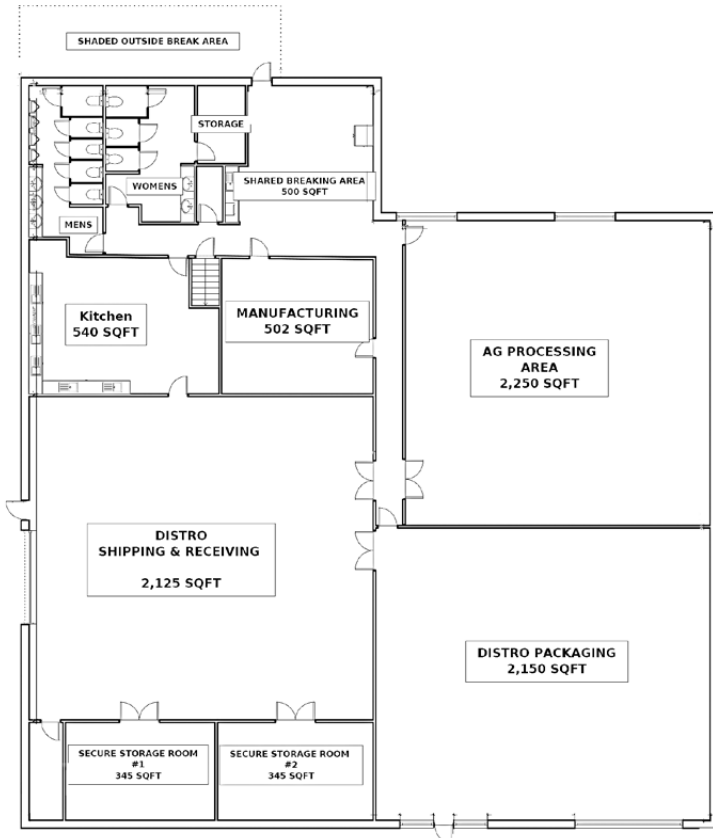 SHADED OUTSIDE BREAK AREA
STORAGE
WOMENS
SHARED BREAKING AREA
500 SQFT
MENS
Kitchen
540 SQFT
MANUFACTURING
502 SQFT
AG PROCESSING
AREA
2,250 SQFT
DISTRO
SHIPPING & RECEIVING
2,125 SQFT
DISTRO PACKAGING
2,150 SQFT
SECURE STORAGE ROOM
#1
345 SQFT
SECURE STORAGE ROOM
#2
345 SQFT